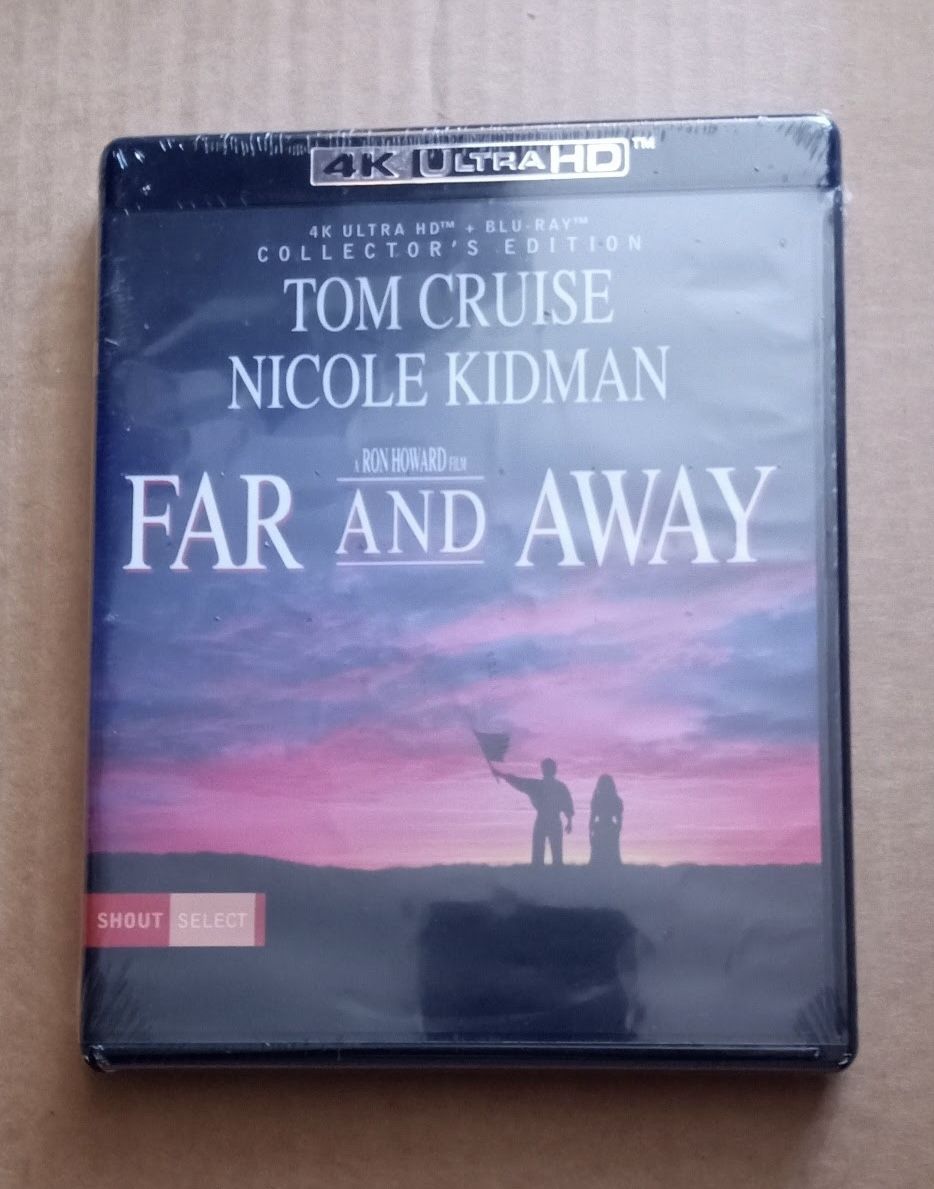 4K ULTRA HD™
4K ULTRA HD™ + BLU-RAY™
COLLECTOR'S EDITION
TOM CRUISE
NICOLE KIDMAN
A RON HOWARD FILM
FAR AND AWAY
SHOUT SELECT